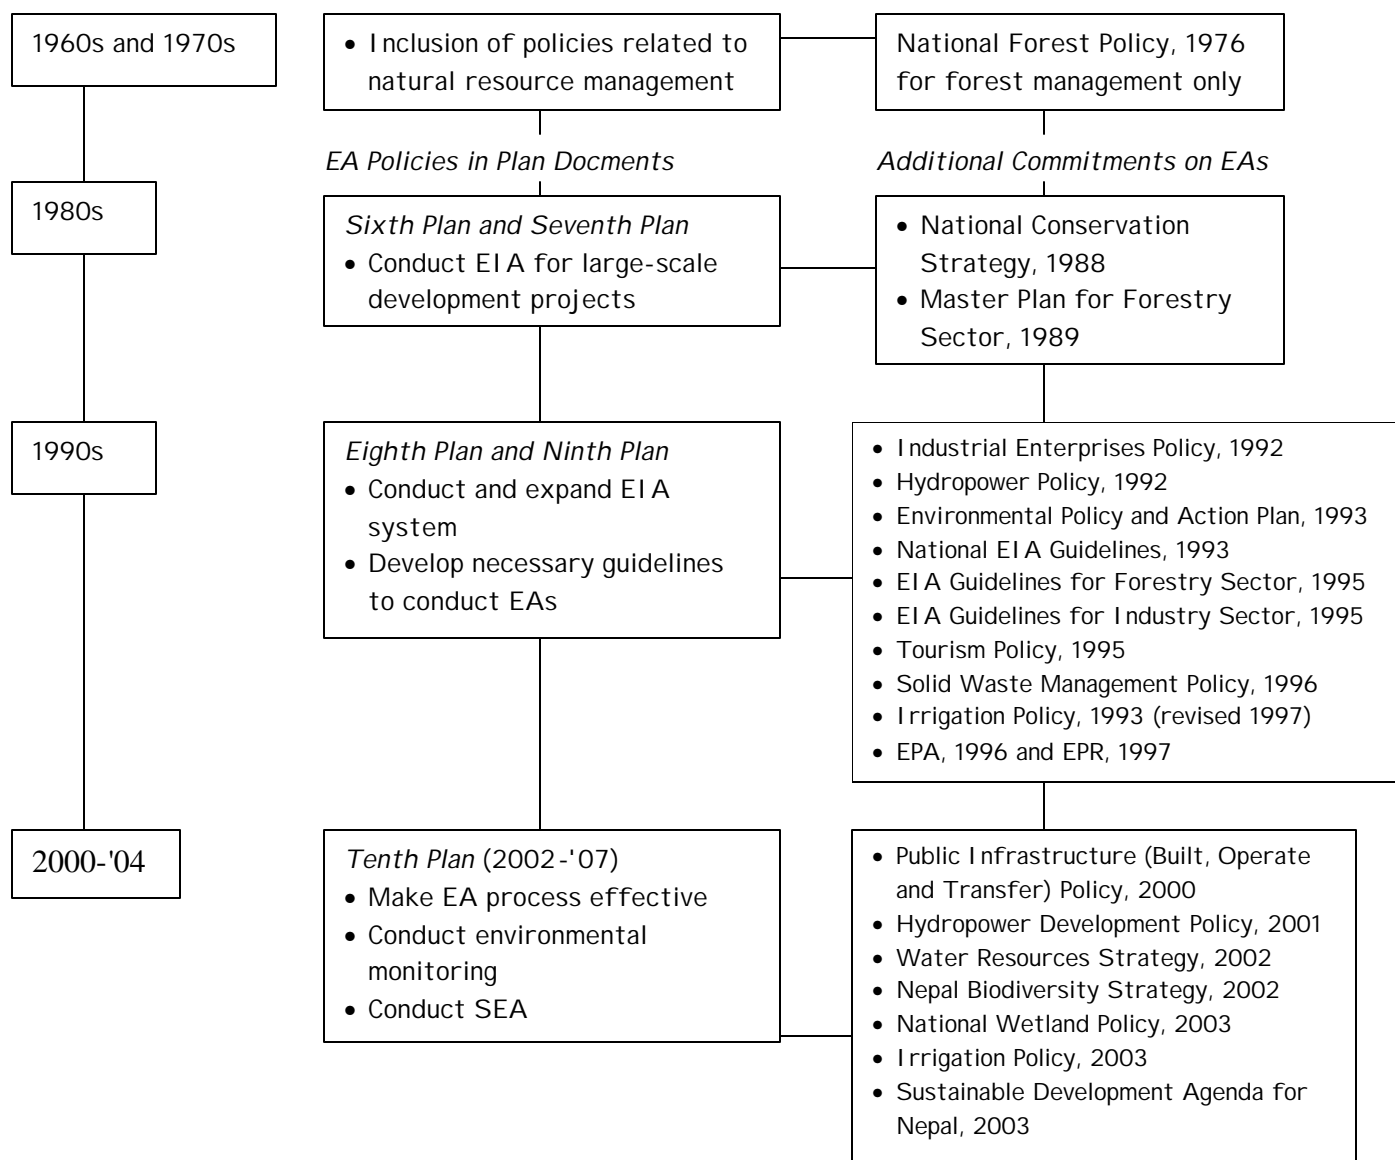 1960s and 1970s
• Inclusion of policies related to
natural resource management
National Forest Policy, 1976
for forest management only
EA Policies in Plan Docments
Additional Commitments on EAs
1980s
Sixth Plan and Seventh Plan
• Conduct EIA for large-scale
development projects
• National Conservation
Strategy, 1988
• Master Plan for Forestry
Sector, 1989
1990s
Eighth Plan and Ninth Plan
• Conduct and expand EIA
system
• Develop necessary guidelines
to conduct EAs
• Industrial Enterprises Policy, 1992
• Hydropower Policy, 1992
• Environmental Policy and Action Plan, 1993
• National EIA Guidelines, 1993
• EIA Guidelines for Forestry Sector, 1995
• EIA Guidelines for Industry Sector, 1995
• Tourism Policy, 1995
• Solid Waste Management Policy, 1996
• Irrigation Policy, 1993 (revised 1997)
• EPA, 1996 and EPR, 1997
2000-'04
Tenth Plan (2002-'07)
• Make EA process effective
• Conduct environmental
monitoring
• Conduct SEA
• Public Infrastructure (Built, Operate
and Transfer) Policy, 2000
• Hydropower Development Policy, 2001
• Water Resources Strategy, 2002
• Nepal Biodiversity Strategy, 2002
• National Wetland Policy, 2003
• Irrigation Policy, 2003
• Sustainable Development Agenda for
Nepal, 2003